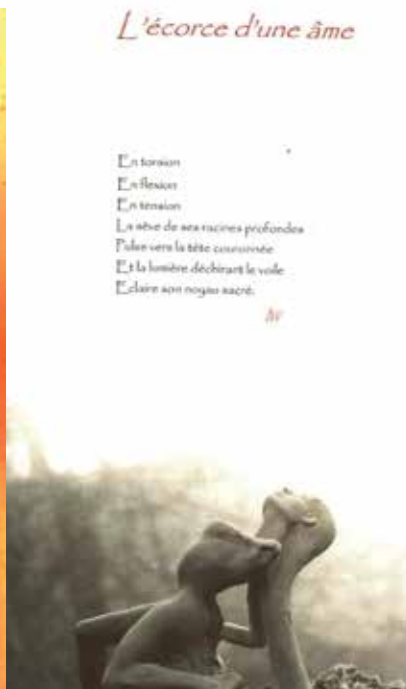 L'écorce d'une âme
En torsion
En flexion
En tension
La sève de ses racines profondes
Pulse vers la tête couronnée
Et la lumière déchirant le voile
Eclaire son noyau sacré.